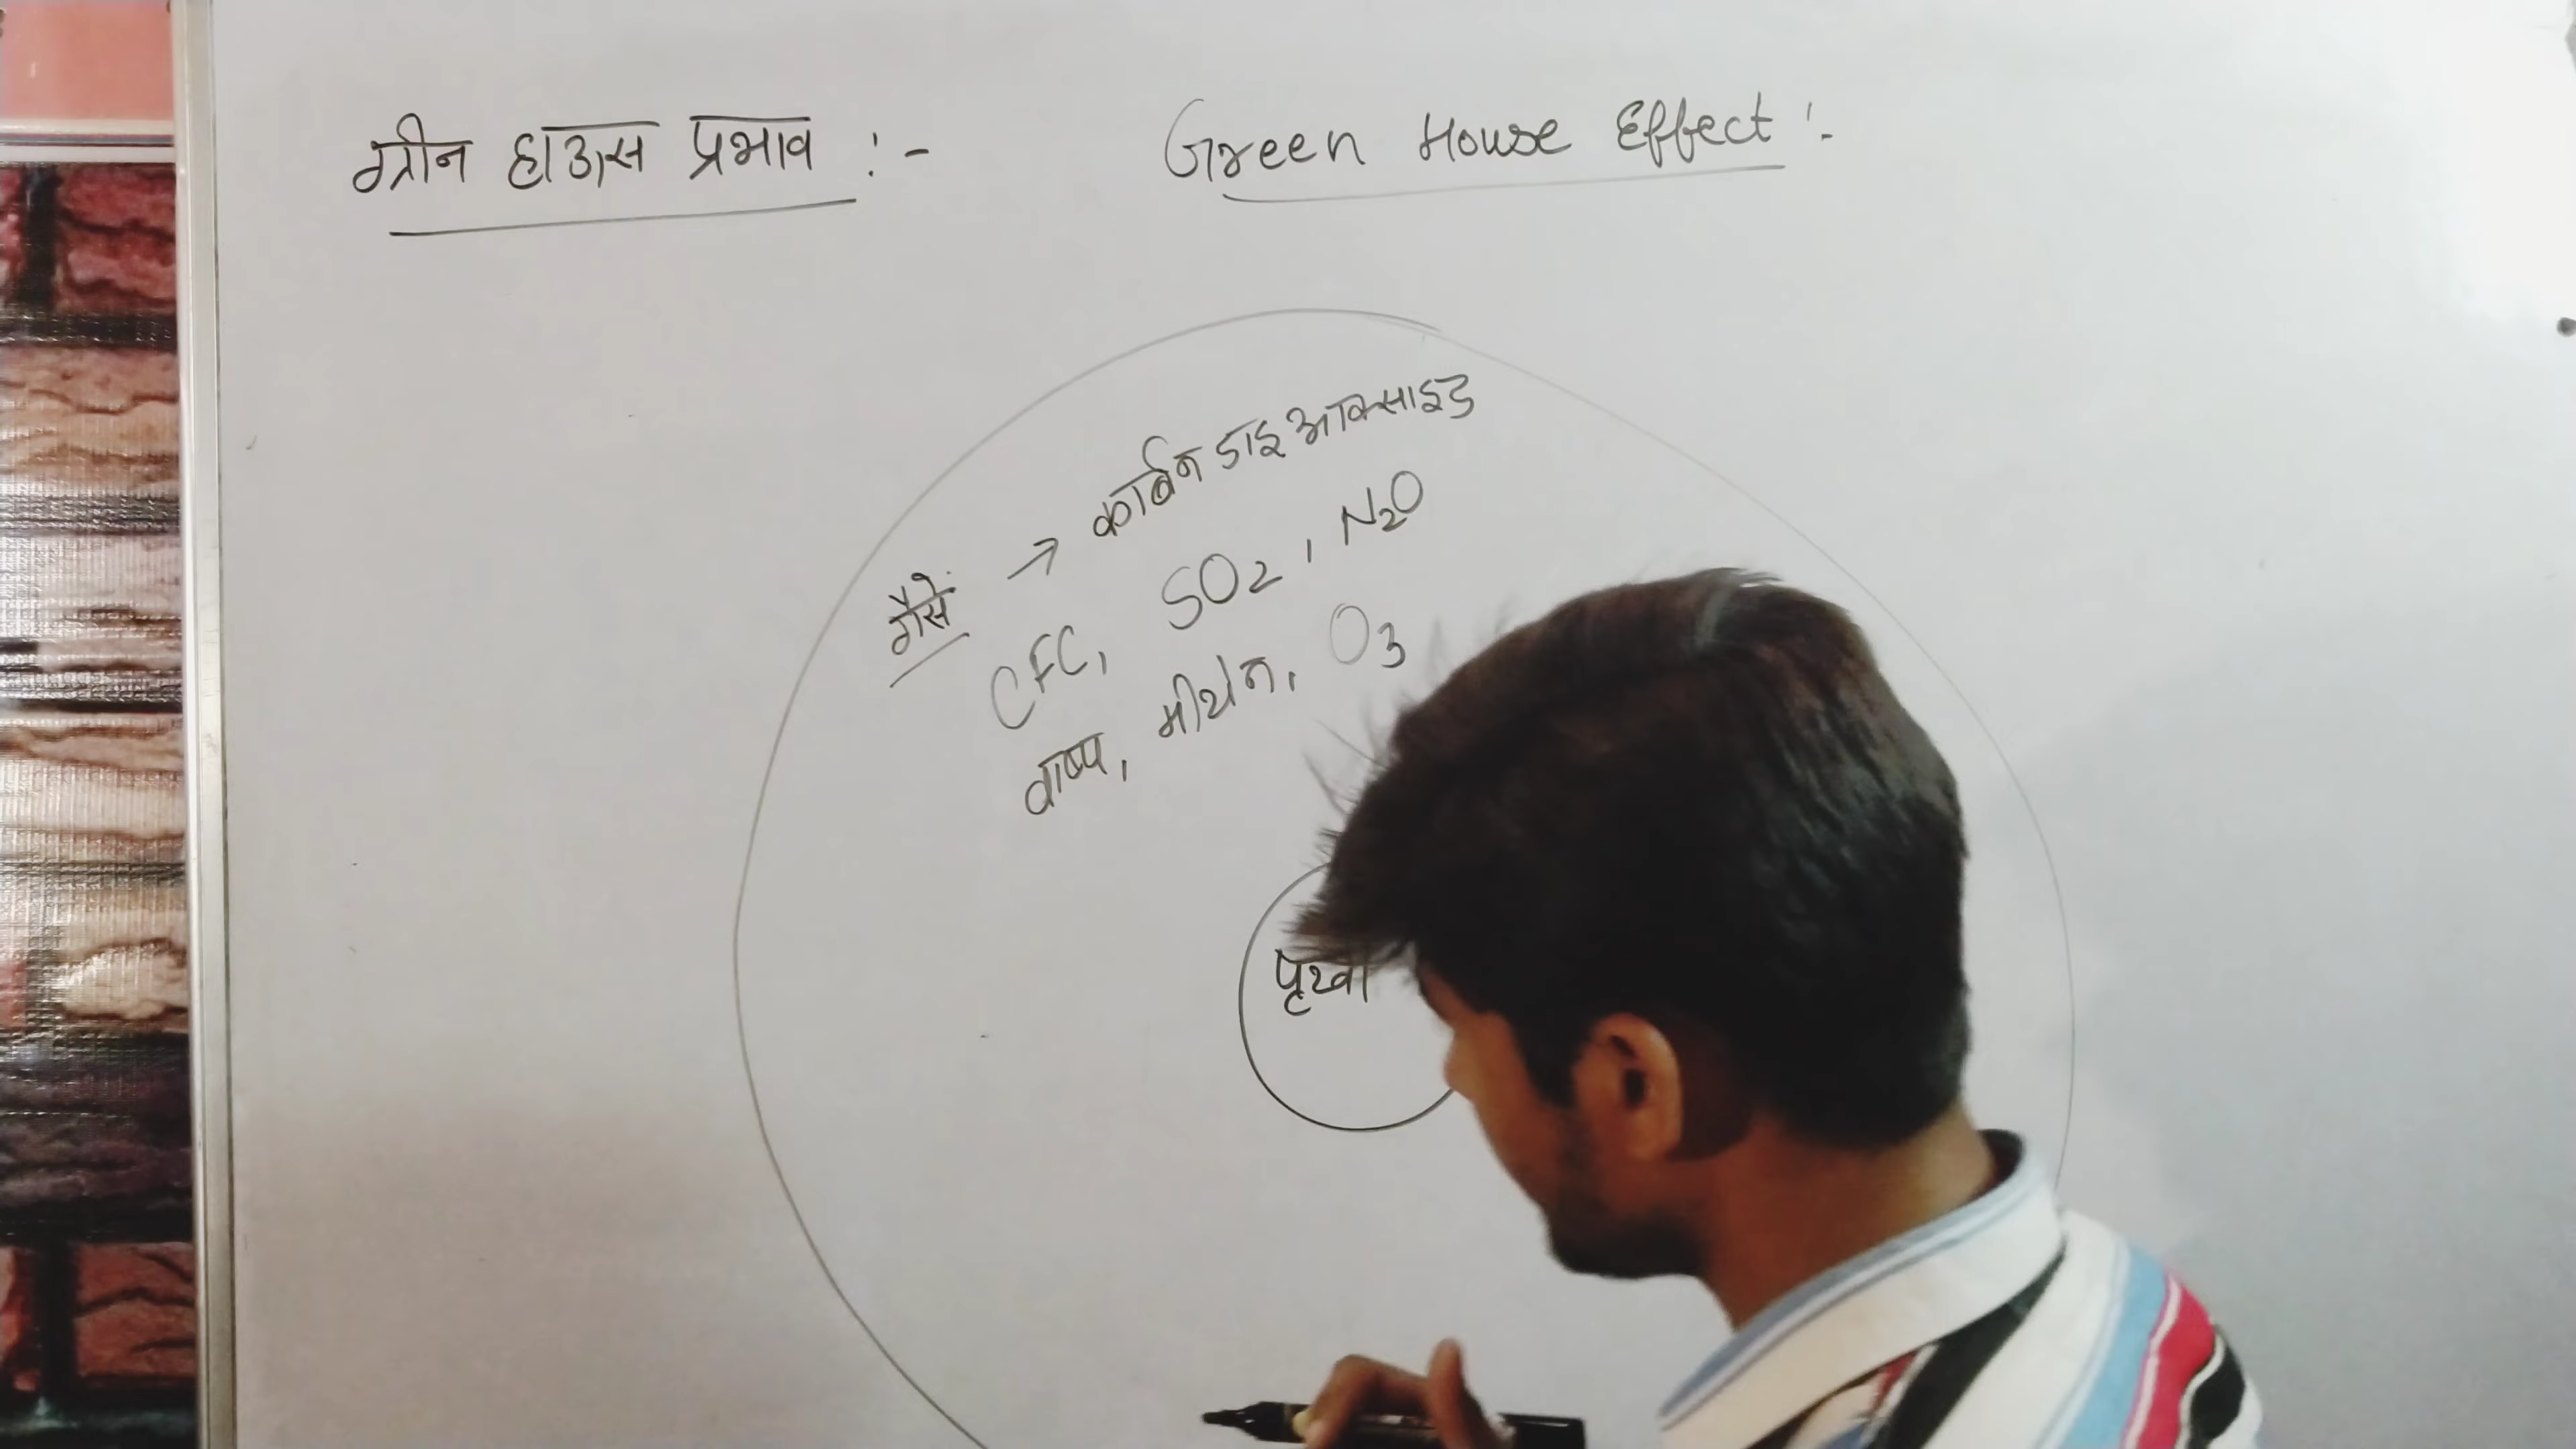 ग्रीन हाउस प्रभाव :-
Green House Effect :-
गैसें → कार्बन डाइ आक्साइड
CFC, SO2, N2O
वाष्प, मीथेन, O3